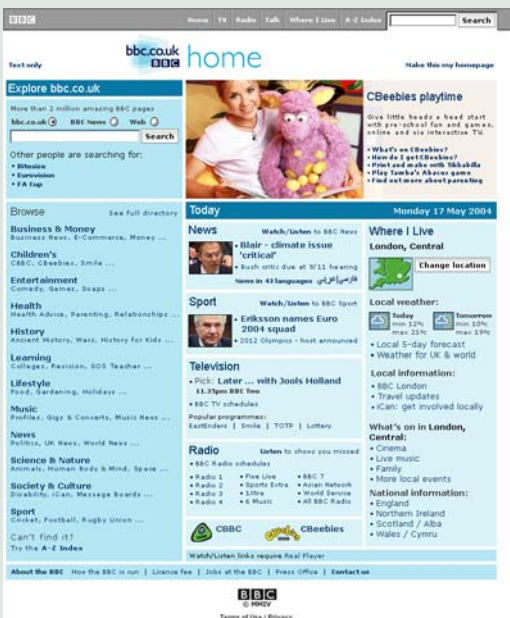 BBC
Home TV Radio Talk Where I Live A-Z Index Search
Text only
bbc.co.uk
BBC
home
Make this my homepage
Explore bbc.co.uk
More than 2 million amazing BBC pages
bbc.co.uk BBC News Web
Search
Other people are searching for:
• Bitesize
• Eurovision
• FA Cup
CBeebies playtime
Give little heads a head start
with pre-school fun and games,
online and via interactive TV.
• What's on CBeebies?
• How do I get CBeebies?
• Print and make with Tikkabilla
• Play Tamba's Abacus game
• Find out more about parenting
Browse See full directory
Business & Money
Business News, E-Commerce, Money ...
Children's
CBBC, CBeebies, Smile ...
Entertainment
Comedy, Games, Soaps ...
Health
Health Advice, Parenting, Relationships ...
History
Ancient History, Wars, History for Kids ...
Learning
Colleges, Revision, SOS Teacher ...
Lifestyle
Food, Gardening, Holidays ...
Music
Profiles, Gigs & Concerts, Music News ...
News
Politics, UK News, World News ...
Science & Nature
Animals, Human Body & Mind, Space ...
Society & Culture
Disability, iCan, Message Boards ...
Sport
Cricket, Football, Rugby Union ...
Can't find it?
Try the A-Z Index
Today Monday 17 May 2004
News Watch/Listen to BBC News
• Blair - climate issue
'critical'
• Bush critic due at 9/11 hearing
News in 43 languages فارسی عربي
Sport Watch/Listen to BBC Sport
• Eriksson names Euro
2004 squad
• 2012 Olympics - host announced
Television
• Pick: Later ... with Jools Holland
11.35pm BBC Two
• BBC TV schedules
Popular programmes:
EastEnders | Smile | TOTP | Lottery
Radio Listen to shows you missed
• BBC Radio schedules
• Radio 1 • Five Live • BBC 7
• Radio 2 • Sports Extra • Asian Network
• Radio 3 • 1Xtra • World Service
• Radio 4 • 6 Music • All BBC Radio
CBBC CBeebies
Watch/Listen links require Real Player
Where I Live
London, Central
Change location
Local weather:
Today Tomorrow
min 12°c min 10°c
max 21°c max 19°c
• Local 5-day forecast
• Weather for UK & world
Local information:
• BBC London
• Travel updates
• iCan: get involved locally
What's on in London,
Central:
• Cinema
• Live music
• Family
• More local events
National information:
• England
• Northern Ireland
• Scotland / Alba
• Wales / Cymru
About the BBC How the BBC is run | Licence fee | Jobs at the BBC | Press Office | Contact us
BBC
© MMIV
Terms of Use | Privacy